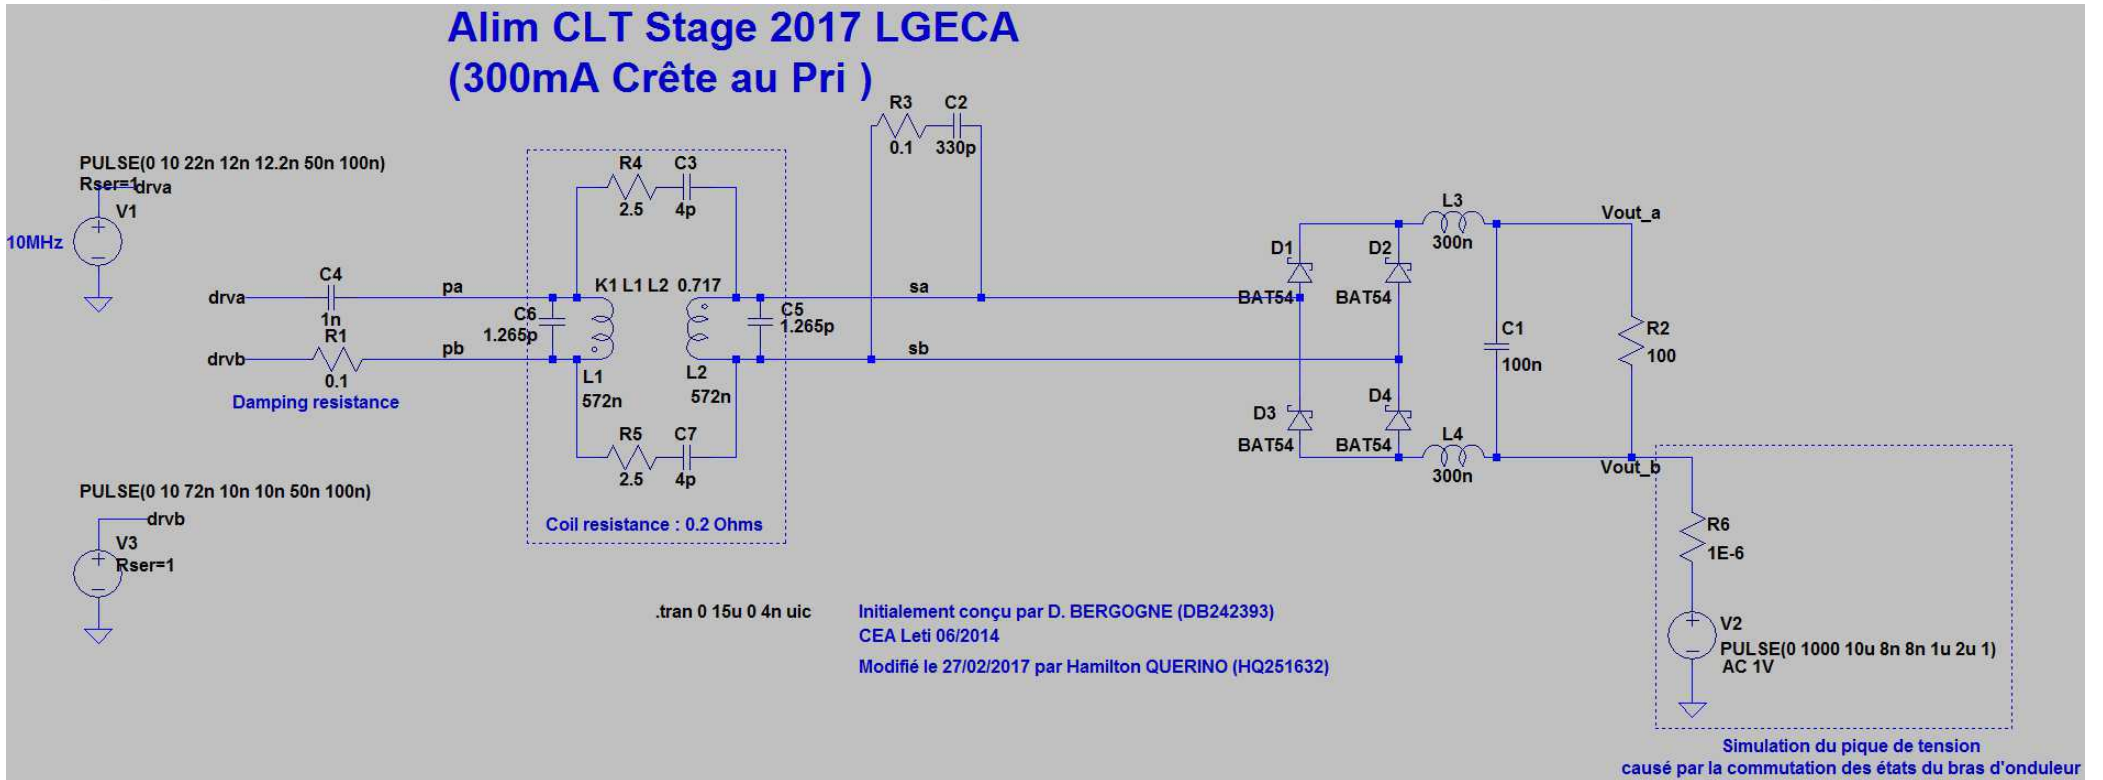 Alim CLT Stage 2017 LGECA
(300mA Crête au Pri )
R3
C2
0.1
330p
PULSE(0 10 22n 12n 12.2n 50n 100n)
Rser=1
drva
V1
10MHz
R4
C3
2.5
4p
L3
300n
Vout_a
D1
D2
BAT54
BAT54
C4
1n
drva
pa
K1 L1 L2 0.717
sa
C6
1.265p
C5
1.265p
R1
0.1
drvb
pb
sb
Damping resistance
L1
572n
L2
572n
C1
100n
R2
100
D3
D4
BAT54
BAT54
R5
C7
2.5
4p
L4
300n
Vout_b
PULSE(0 10 72n 10n 10n 50n 100n)
drvb
V3
Rser=1
Coil resistance : 0.2 Ohms
R6
1E-6
.tran 0 15u 0 4n uic
Initialement conçu par D. BERGOGNE (DB242393)
CEA Leti 06/2014
Modifié le 27/02/2017 par Hamilton QUERINO (HQ251632)
V2
PULSE(0 1000 10u 8n 8n 1u 2u 1)
AC 1V
Simulation du pique de tension
causé par la commutation des états du bras d'onduleur